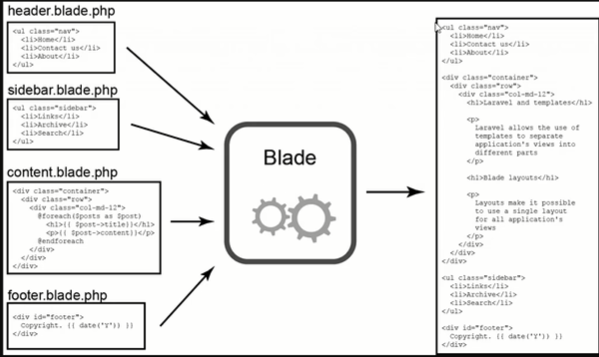 header.blade.php
<ul class="nav">
<li>Home</li>
<li>Contact us</li>
<li>About</li>
</ul>
sidebar.blade.php
<ul class="sidebar">
<li>Links</li>
<li>Archive</li>
<li>Search</li>
</ul>
content.blade.php
<div class="container">
<div class="row">
<div class="col-md-12">
@foreach($posts as $post)
<h1>{{ $post->title}}</h1>
<p>{{ $post->content}}</p>
@endforeach
</div>
</div>
</div>
footer.blade.php
<div id="footer">
Copyright. {{ date('Y')) }}
</div>
Blade
<ul class="nav">
<li>Home</li>
<li>Contact us</li>
<li>About</li>
</ul>
<div class="container">
<div class="row">
<div class="col-md-12">
<h1>Laravel and templates</h1>
<p>
Laravel allows the use of
templates to separate
application's views into
different parts
</p>
<h1>Blade layouts</h1>
<p>
Layouts make it possible
to use a single layout
for all application's
views
</p>
</div>
</div>
</div>
<ul class="sidebar">
<li>Links</li>
<li>Archive</li>
<li>Search</li>
</ul>
<div id="footer">
Copyright. {{ date('Y')) }}
</div>